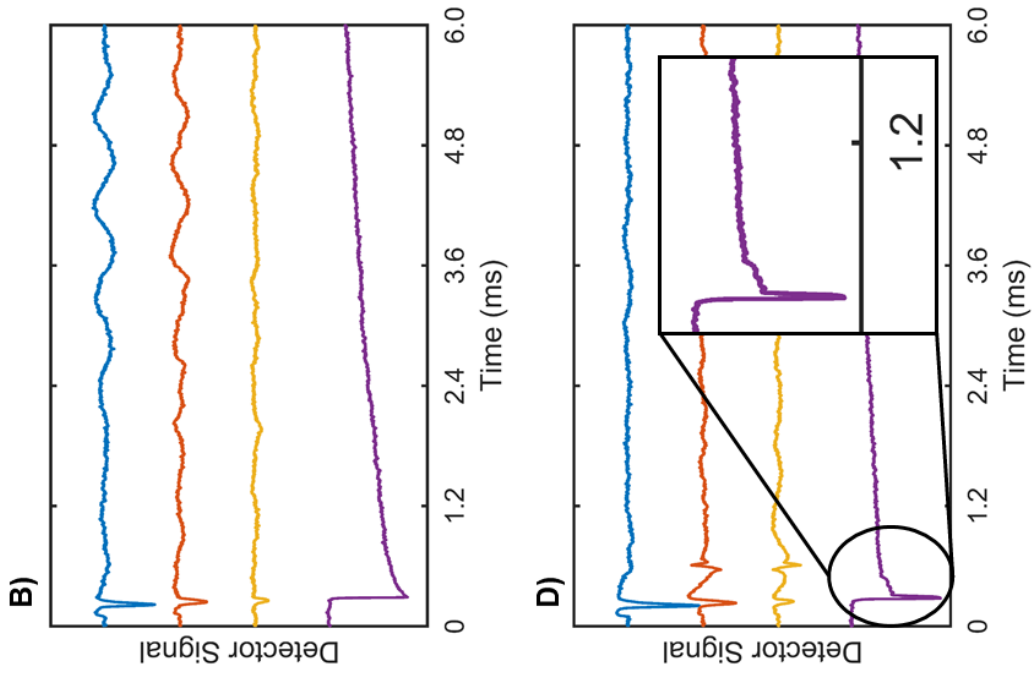 B)
Detector Signal
0
1.2
2.4
3.6
4.8
6.0
Time (ms)
D)
Detector Signal
1.2
0
1.2
2.4
3.6
4.8
6.0
Time (ms)